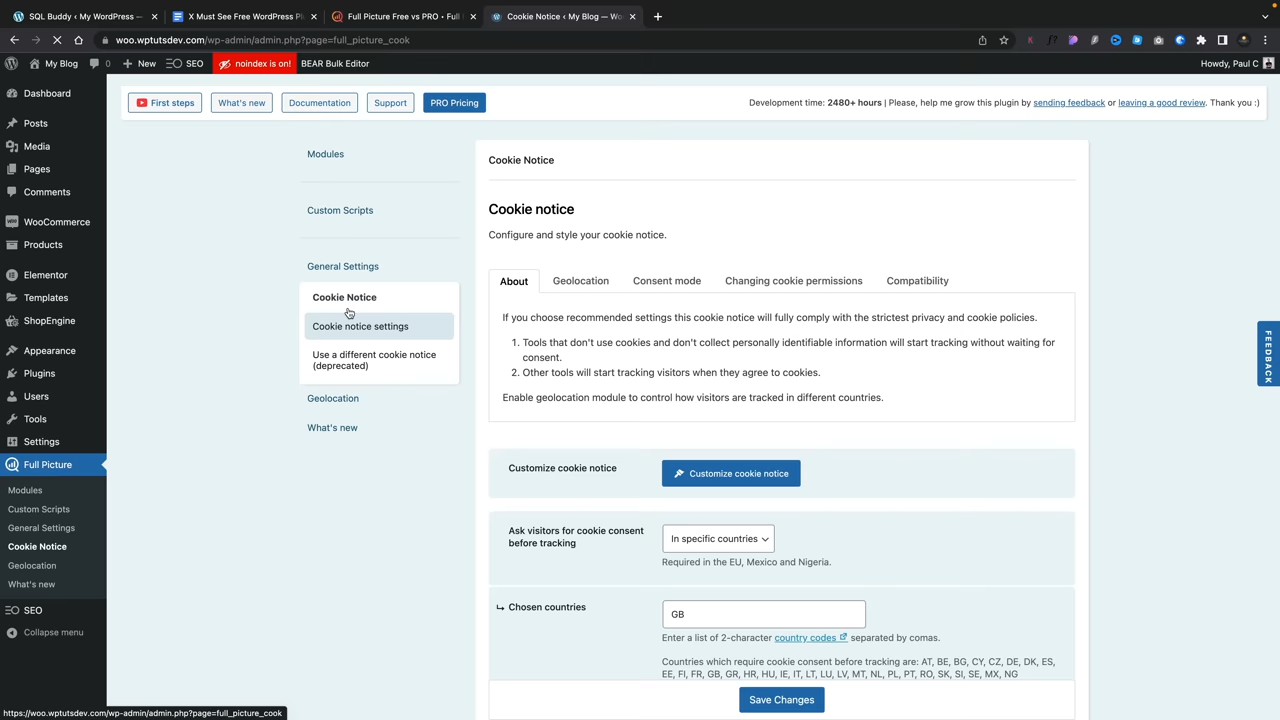 SQL Buddy ‹ My WordPress —
X Must See Free WordPress Pl
Full Picture Free vs PRO • Full
Cookie Notice ‹ My Blog — Wo
woo.wptutsdev.com/wp-admin/admin.php?page=full_picture_cook
My Blog
0
New
SEO
noindex is on!
BEAR Bulk Editor
Howdy, Paul C
Dashboard
Posts
Media
Pages
Comments
WooCommerce
Products
Elementor
Templates
ShopEngine
Appearance
Plugins
Users
Tools
Settings
Full Picture
Modules
Custom Scripts
General Settings
Cookie Notice
Geolocation
What's new
SEO
Collapse menu
First steps
What's new
Documentation
Support
PRO Pricing
Development time: 2480+ hours | Please, help me grow this plugin by sending feedback or leaving a good review. Thank you :)
Modules
Custom Scripts
General Settings
Cookie Notice
Cookie notice settings
Use a different cookie notice
(deprecated)
Geolocation
What's new
Cookie Notice
Cookie notice
Configure and style your cookie notice.
About
Geolocation
Consent mode
Changing cookie permissions
Compatibility
If you choose recommended settings this cookie notice will fully comply with the strictest privacy and cookie policies.
1. Tools that don't use cookies and don't collect personally identifiable information will start tracking without waiting for
consent.
2. Other tools will start tracking visitors when they agree to cookies.
Enable geolocation module to control how visitors are tracked in different countries.
Customize cookie notice
Customize cookie notice
Ask visitors for cookie consent
before tracking
In specific countries
Required in the EU, Mexico and Nigeria.
Chosen countries
GB
Enter a list of 2-character country codes separated by comas.
Countries which require cookie consent before tracking are: AT, BE, BG, CY, CZ, DE, DK, ES,
EE, FI, FR, GB, GR, HR, HU, IE, IT, LT, LU, LV, MT, NL, PL, PT, RO, SK, SI, SE, MX, NG
Save Changes
FEEDBACK
https://woo.wptutsdev.com/wp-admin/admin.php?page=full_picture_cook